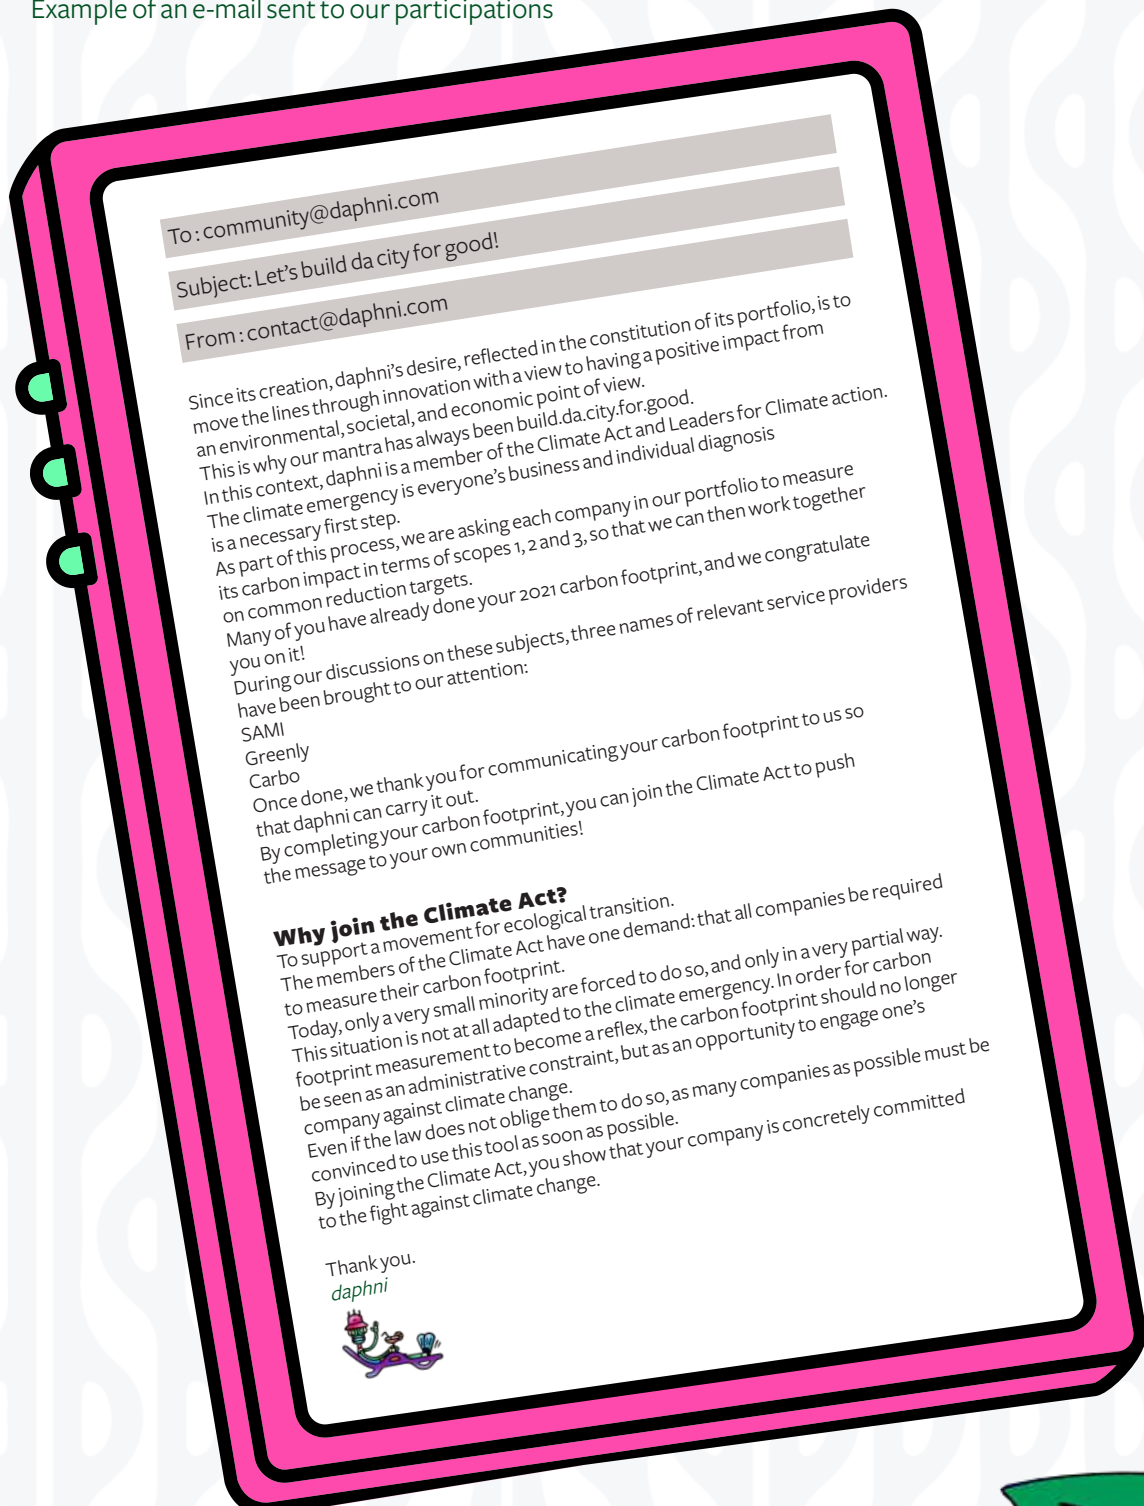 Example of an e-mail sent to our participations
To : community@daphni.com
Subject: Let's build da city for good!
From : contact@daphni.com
Since its creation, daphni's desire, reflected in the constitution of its portfolio, is to
move the lines through innovation with a view to having a positive impact from
an environmental, societal, and economic point of view.
This is why our mantra has always been build.da.city.for.good.
In this context, daphni is a member of the Climate Act and Leaders for Climate action.
The climate emergency is everyone's business and individual diagnosis
is a necessary first step.
As part of this process, we are asking each company in our portfolio to measure
its carbon impact in terms of scopes 1, 2 and 3, so that we can then work together
on common reduction targets.
Many of you have already done your 2021 carbon footprint, and we congratulate
you on it!
During our discussions on these subjects, three names of relevant service providers
have been brought to our attention:
SAMI
Greenly
Carbo
Once done, we thank you for communicating your carbon footprint to us so
that daphni can carry it out.
By completing your carbon footprint, you can join the Climate Act to push
the message to your own communities!
Why join the Climate Act?
To support a movement for ecological transition.
The members of the Climate Act have one demand: that all companies be required
to measure their carbon footprint.
Today, only a very small minority are forced to do so, and only in a very partial way.
This situation is not at all adapted to the climate emergency. In order for carbon
footprint measurement to become a reflex, the carbon footprint should no longer
be seen as an administrative constraint, but as an opportunity to engage one's
company against climate change.
Even if the law does not oblige them to do so, as many companies as possible must be
convinced to use this tool as soon as possible.
By joining the Climate Act, you show that your company is concretely committed
to the fight against climate change.
Thank you.
daphni